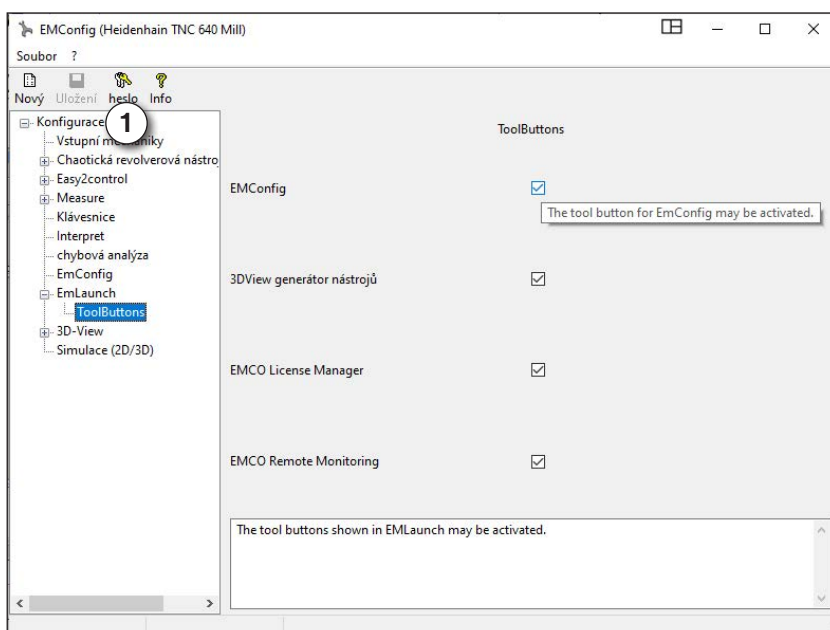 EMConfig (Heidenhain TNC 640 Mill)
Soubor ?
Nový Uložení heslo Info
1
Konfigurace
Vstupní mechaniky
Chaotická revolverová nástroj
Easy2control
Measure
Klávesnice
Interpret
chybová analýza
EmConfig
EmLaunch
ToolButtons
3D-View
Simulace (2D/3D)
ToolButtons
EMConfig
The tool button for EmConfig may be activated.
3DView generátor nástrojů
EMCO License Manager
EMCO Remote Monitoring
The tool buttons shown in EMLaunch may be activated.